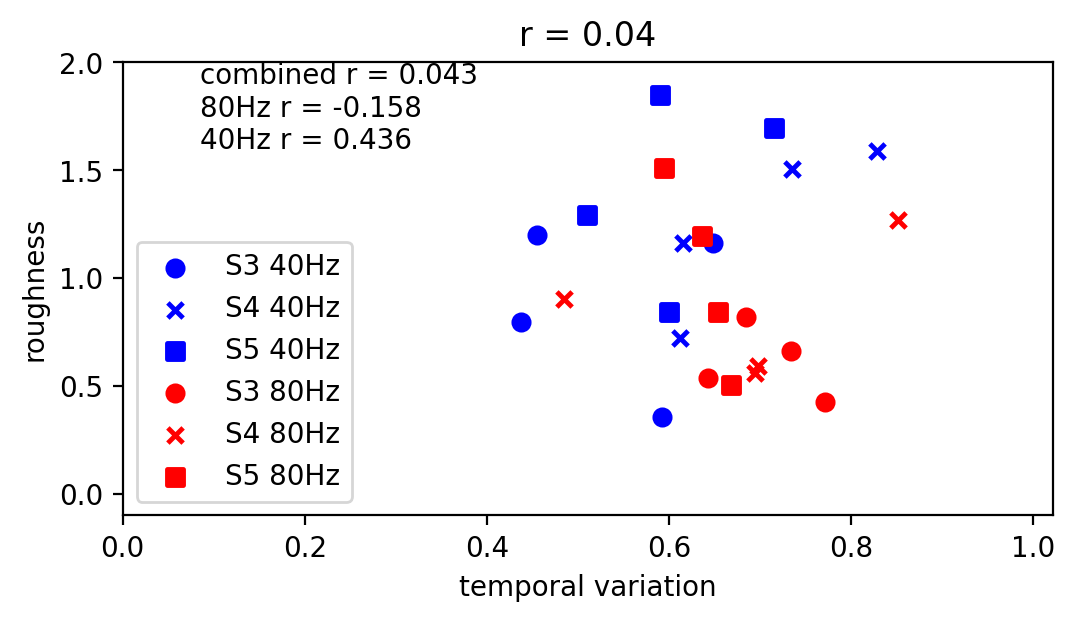 r = 0.04
combined r = 0.043
80Hz r = -0.158
40Hz r = 0.436
2.0
1.5
1.0
0.5
0.0
roughness
S3 40Hz
S4 40Hz
S5 40Hz
S3 80Hz
S4 80Hz
S5 80Hz
0.0 0.2 0.4 0.6 0.8 1.0
temporal variation